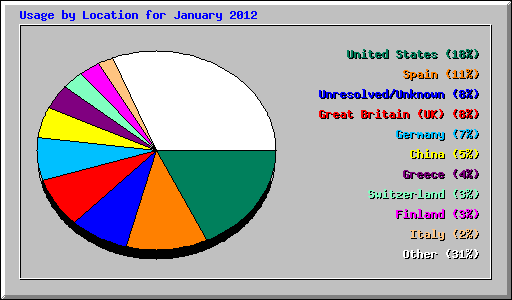 Usage by Location for January 2012
United States (18%)
Spain (11%)
Unresolved/Unknown (8%)
Great Britain (UK) (8%)
Germany (7%)
China (5%)
Greece (4%)
Switzerland (3%)
Finland (3%)
Italy (2%)
Other (31%)